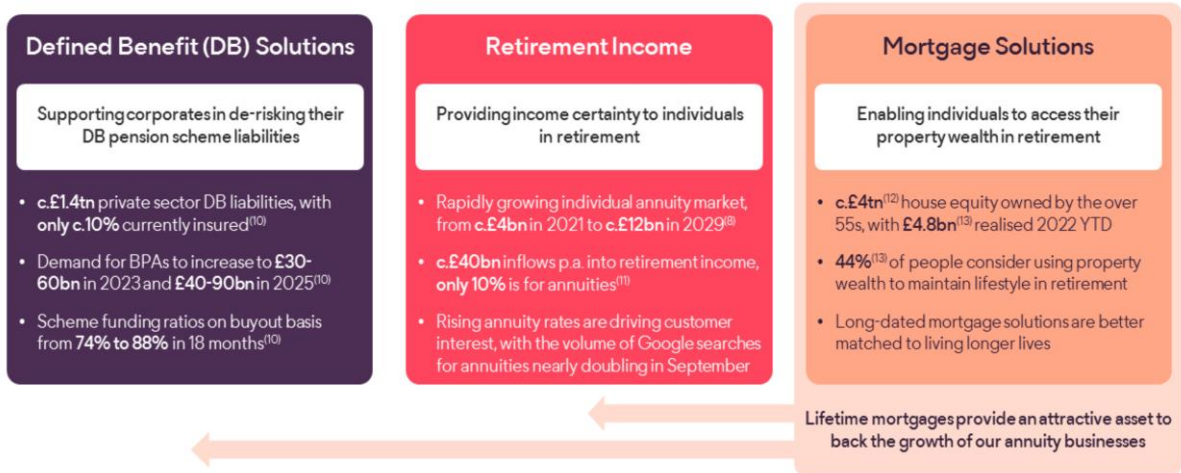 Defined Benefit (DB) Solutions
Supporting corporates in de-risking their
DB pension scheme liabilities
• c.£1.4tn private sector DB liabilities, with
only c.10% currently insured(10)
• Demand for BPAs to increase to £30-
60bn in 2023 and £40-90bn in 2025(10)
• Scheme funding ratios on buyout basis
from 74% to 88% in 18 months(10)
Retirement Income
Providing income certainty to individuals
in retirement
• Rapidly growing individual annuity market,
from c.£4bn in 2021 to c.£12bn in 2029(8)
• c.£40bn inflows p.a. into retirement income,
only 10% is for annuities(11)
• Rising annuity rates are driving customer
interest, with the volume of Google searches
for annuities nearly doubling in September
Mortgage Solutions
Enabling individuals to access their
property wealth in retirement
• c.£4tn(12) house equity owned by the over
55s, with £4.8bn(13) realised 2022 YTD
• 44%(13) of people consider using property
wealth to maintain lifestyle in retirement
• Long-dated mortgage solutions are better
matched to living longer lives
Lifetime mortgages provide an attractive asset to
back the growth of our annuity businesses